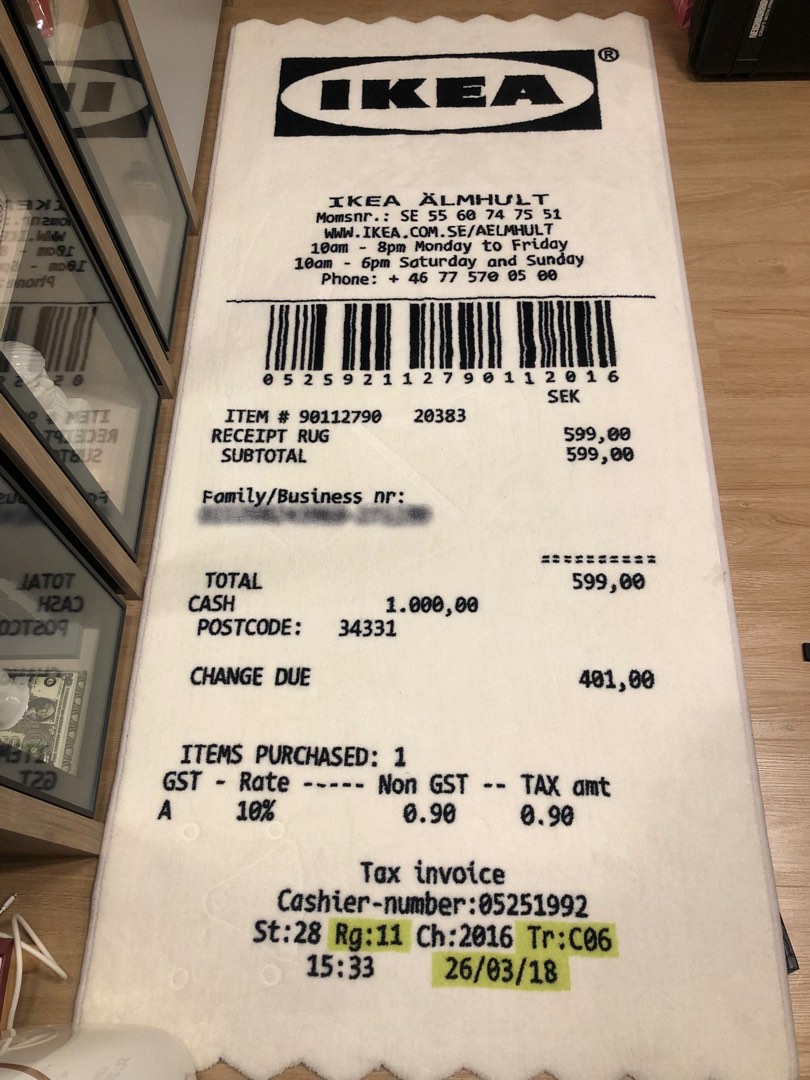 IKEA®
IKEA ÄLMHULT
Momsnr.: SE 55 60 74 75 51
WWW.IKEA.COM.SE/AELMHULT
10am - 8pm Monday to Friday
10am - 6pm Saturday and Sunday
Phone: + 46 77 570 05 00
0525921127901 12016
SEK
ITEM # 90112790 20383
RECEIPT RUG 599,00
SUBTOTAL 599,00
Family/Business nr:
==========
TOTAL 599,00
CASH 1.000,00
POSTCODE: 34331
CHANGE DUE 401,00
ITEMS PURCHASED: 1
GST - Rate ----- Non GST -- TAX amt
A 10% 0.90 0.90
Tax invoice
Cashier-number:05251992
St:28 Rg:11 Ch:2016 Tr:C06
15:33 26/03/18